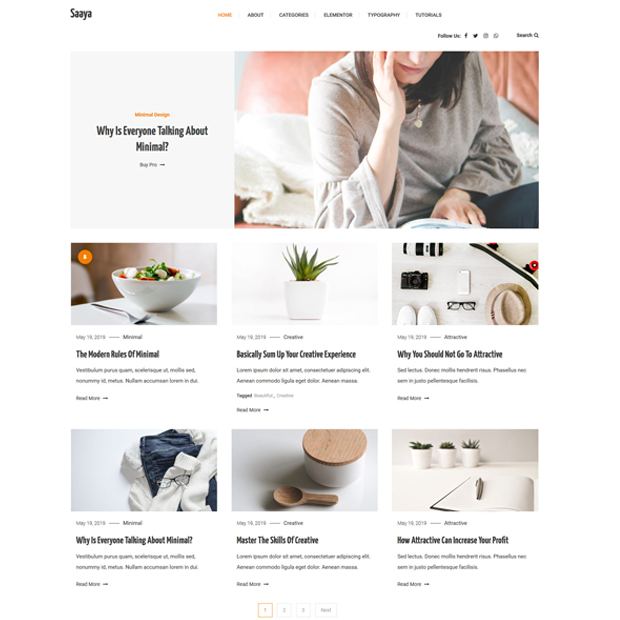 Saaya
HOME ABOUT CATEGORIES ELEMENTOR TYPOGRAPHY TUTORIALS
Follow Us: Search
Minimal Design
Why Is Everyone Talking About
Minimal?
Buy Pro
May 19, 2019 Minimal
The Modern Rules Of Minimal
Vestibulum purus quam, scelerisque ut, mollis sed,
nonummy id, metus. Nullam accumsan lorem in dui.
Read More
May 19, 2019 Creative
Basically Sum Up Your Creative Experience
Lorem ipsum dolor sit amet, consectetuer adipiscing elit.
Aenean commodo ligula eget dolor. Aenean massa.
Tagged Beautiful, Creative
Read More
May 19, 2019 Attractive
Why You Should Not Go To Attractive
Sed lectus. Donec mollis hendrerit risus. Phasellus nec
sem in justo pellentesque facilisis.
Read More
May 19, 2019 Minimal
Why Is Everyone Talking About Minimal?
Vestibulum purus quam, scelerisque ut, mollis sed,
nonummy id, metus. Nullam accumsan lorem in dui.
Read More
May 19, 2019 Creative
Master The Skills Of Creative
Lorem ipsum dolor sit amet, consectetuer adipiscing elit.
Aenean commodo ligula eget dolor. Aenean massa.
Read More
May 19, 2019 Attractive
How Attractive Can Increase Your Profit
Sed lectus. Donec mollis hendrerit risus. Phasellus nec
sem in justo pellentesque facilisis.
Read More
1 2 3 Next